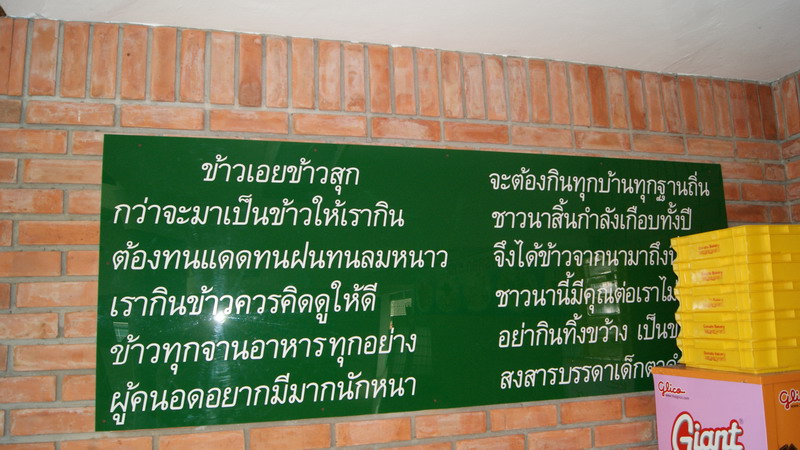 ข้าวเอยข้าวสุก จะต้องกินทุกบ้านทุกฐานถิ่น
กว่าจะมาเป็นข้าวให้เรากิน ชาวนาสิ้นกำลังเกือบทั้งปี
ต้องทนแดดทนฝนทนลมหนาว จึงได้ข้าวจากนามาถึง
เรากินข้าวควรคิดดูให้ดี ชาวนานี้มีคุณต่อเรา
ข้าวทุกจานอาหารทุกอย่าง อย่ากินทิ้งขว้าง เป็น
ผู้คนอดอยากมีมากนักหนา สงสารบรรดาเด็ก
Glico
Giant